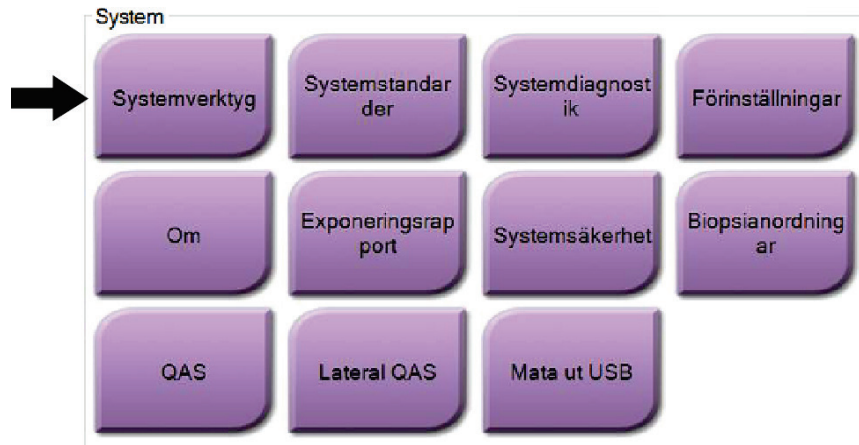 System
Systemverktyg
Systemstandar
der
Systemdiagnost
ik
Förinställningar
Om
Exponeringsrap
port
Systemsäkerhet
Biopsianordning
ar
QAS
Lateral QAS
Mata ut USB